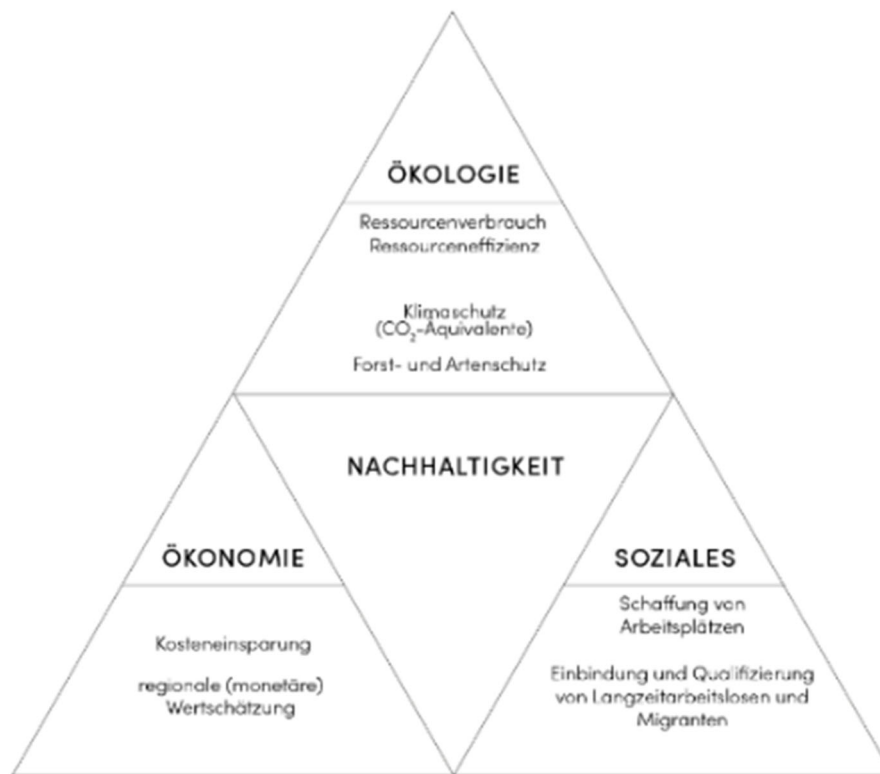 ÖKOLOGIE
Ressourcenverbrauch
Ressourceneffizienz
Klimaschutz
(CO₂-Äquivalente)
Forst- und Artenschutz
NACHHALTIGKEIT
ÖKONOMIE
Kosteneinsparung
regionale (monetäre)
Wertschätzung
SOZIALES
Schaffung von
Arbeitsplätzen
Einbindung und Qualifizierung
von Langzeitarbeitslosen und
Migranten